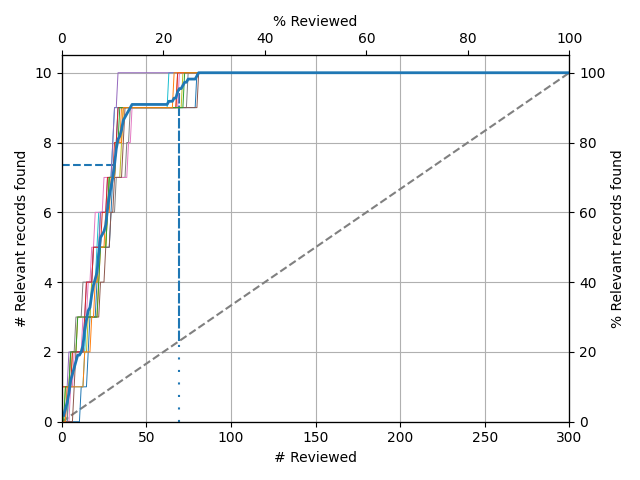 % Reviewed
0 20 40 60 80 100
10 100
8 80
6 60
4 40
2 20
0 0
# Relevant records found
% Relevant records found
0 50 100 150 200 250 300
# Reviewed